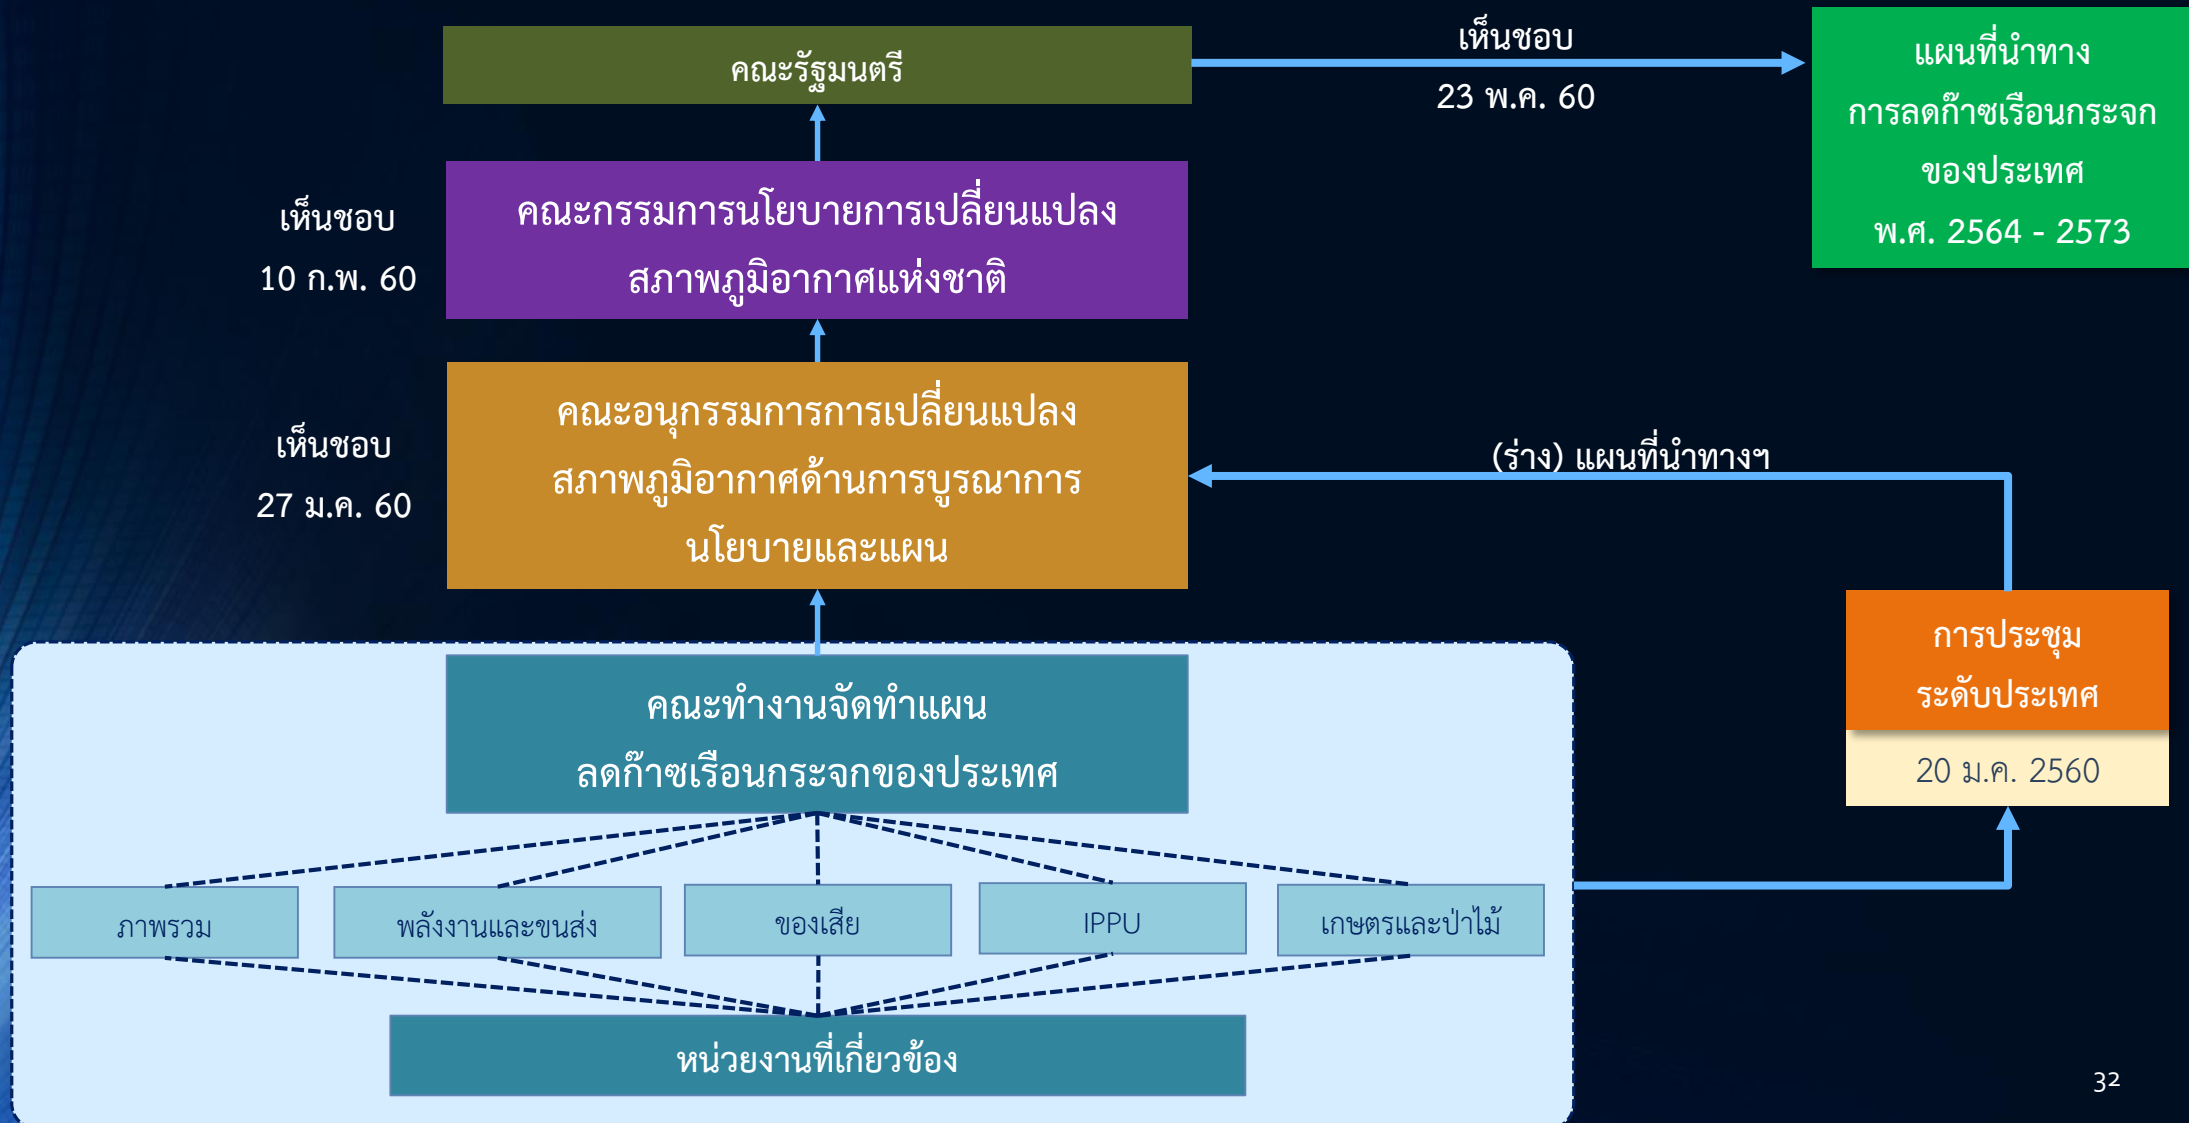 คณะรัฐมนตรี
เห็นชอบ
23 พ.ค. 60
แผนที่นำทาง
การลดก๊าซเรือนกระจก
ของประเทศ
พ.ศ. 2564 - 2573
เห็นชอบ
10 ก.พ. 60
คณะกรรมการนโยบายการเปลี่ยนแปลง
สภาพภูมิอากาศแห่งชาติ
เห็นชอบ
27 ม.ค. 60
คณะอนุกรรมการการเปลี่ยนแปลง
สภาพภูมิอากาศด้านการบูรณาการ
นโยบายและแผน
(ร่าง) แผนที่นำทางฯ
การประชุม
ระดับประเทศ
20 ม.ค. 2560
คณะทำงานจัดทำแผน
ลดก๊าซเรือนกระจกของประเทศ
ภาพรวม
พลังงานและขนส่ง
ของเสีย
IPPU
เกษตรและป่าไม้
หน่วยงานที่เกี่ยวข้อง
32